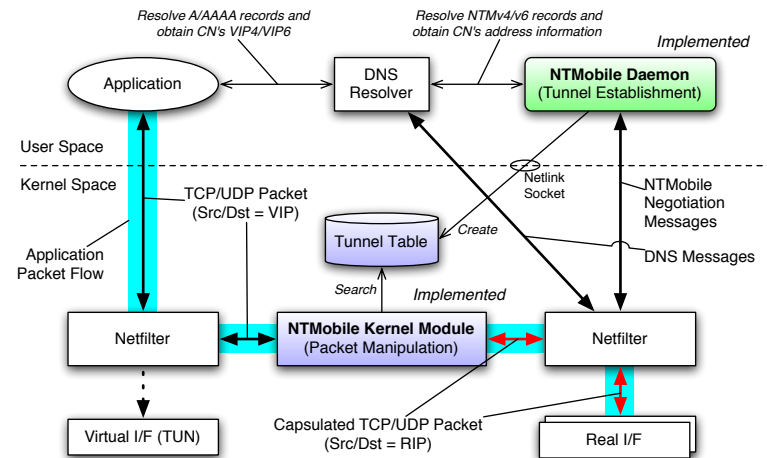 Resolve A/AAAA records and
obtain CN's VIP4/VIP6
Resolve NTMv4/v6 records and
obtain CN's address information
Implemented
Application
DNS
Resolver
NTMobile Daemon
(Tunnel Establishment)
User Space
Kernel Space
Netlink
Socket
TCP/UDP Packet
(Src/Dst = VIP)
NTMobile
Negotiation
Messages
Tunnel Table
Create
Application
Packet Flow
DNS Messages
Search
Implemented
Netfilter
NTMobile Kernel Module
(Packet Manipulation)
Netfilter
Virtual I/F (TUN)
Capsulated TCP/UDP Packet
(Src/Dst = RIP)
Real I/F